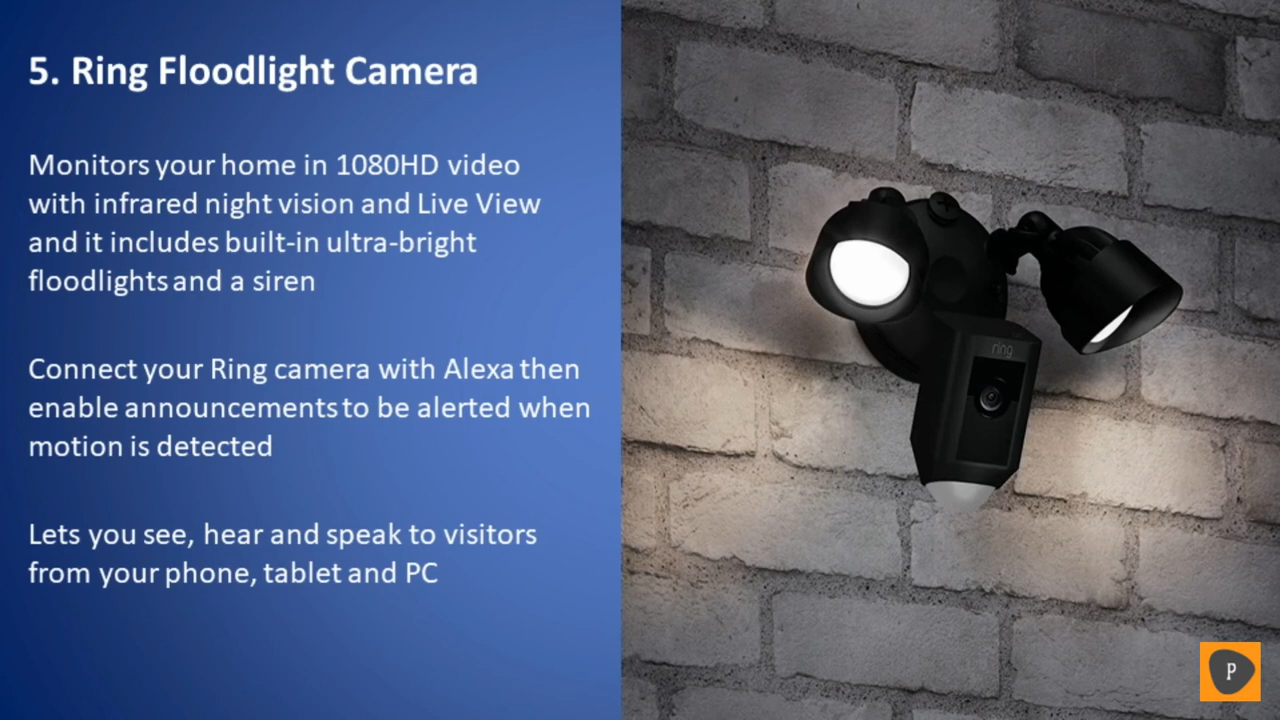 5. Ring Floodlight Camera
Monitors your home in 1080HD video
with infrared night vision and Live View
and it includes built-in ultra-bright
floodlights and a siren
Connect your Ring camera with Alexa then
enable announcements to be alerted when
motion is detected
Lets you see, hear and speak to visitors
from your phone, tablet and PC
ring
P